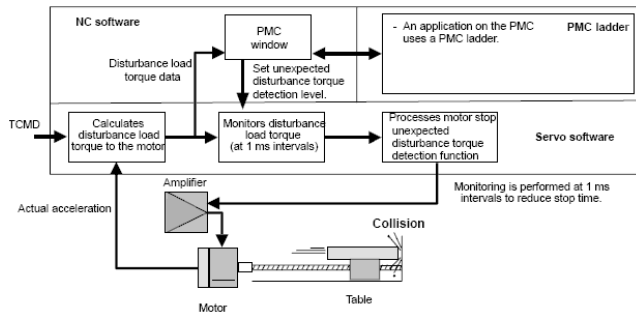 NC software
PMC
window
- An application on the PMC
uses a PMC ladder.
PMC ladder
Disturbance load
torque data
Set unexpected
disturbance torque
detection level.
TCMD
Calculates
disturbance load
torque to the motor
Monitors disturbance
load torque
(at 1 ms intervals)
Processes motor stop
unexpected
disturbance torque
detection function
Servo software
Amplifier
Monitoring is performed at 1 ms
intervals to reduce stop time.
Actual acceleration
Collision
Motor
Table